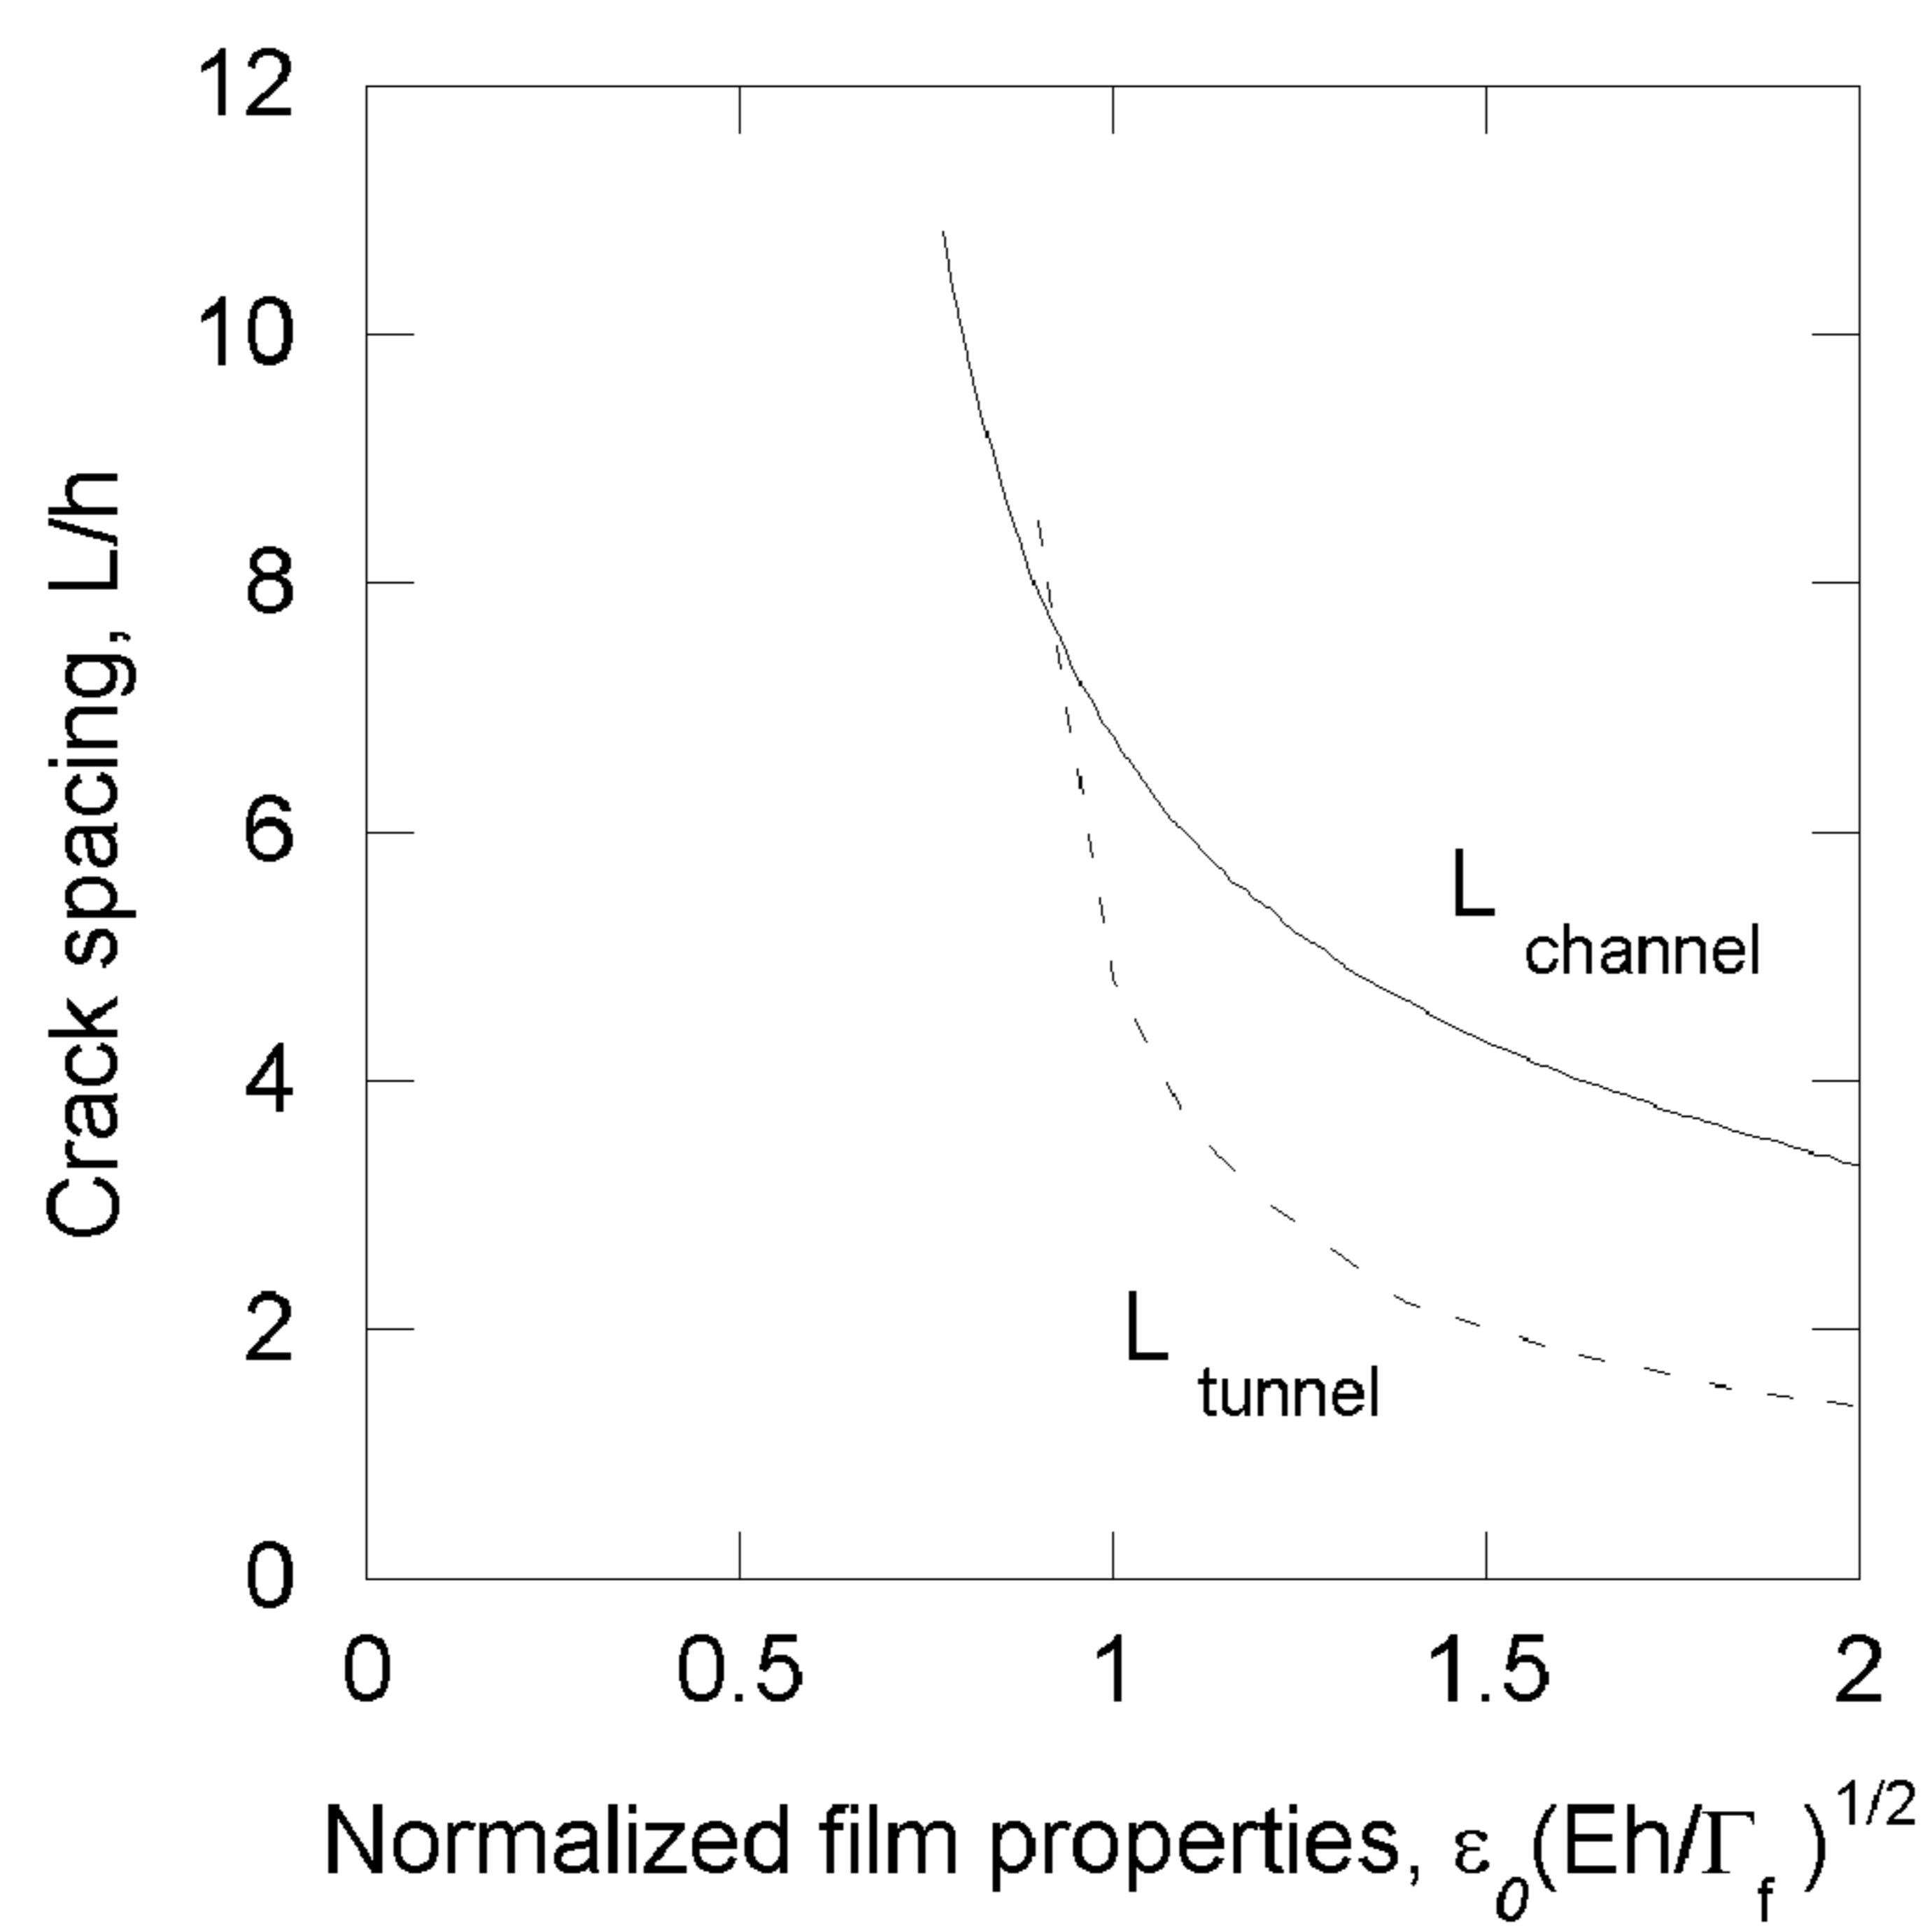 12
10
8
6
4
2
0
Crack spacing, L/h
L channel
L tunnel
0 0.5 1 1.5 2
Normalized film properties, ε₀(Eh/Γf )^1/2